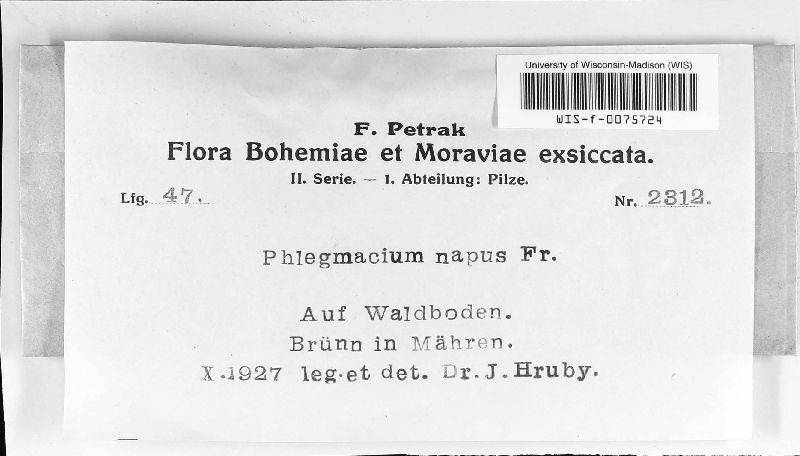 University of Wisconsin-Madison (WIS)
WIS-f-0075724
F. Petrak
Flora Bohemiae et Moraviae exsiccata.
II. Serie. — 1. Abteilung: Pilze.
Lfg. 47. Nr. 2312.
Phlegmacium napus Fr.
Auf Waldboden.
Brünn in Mähren.
X.1927 leg.et det. Dr.J.Hruby.